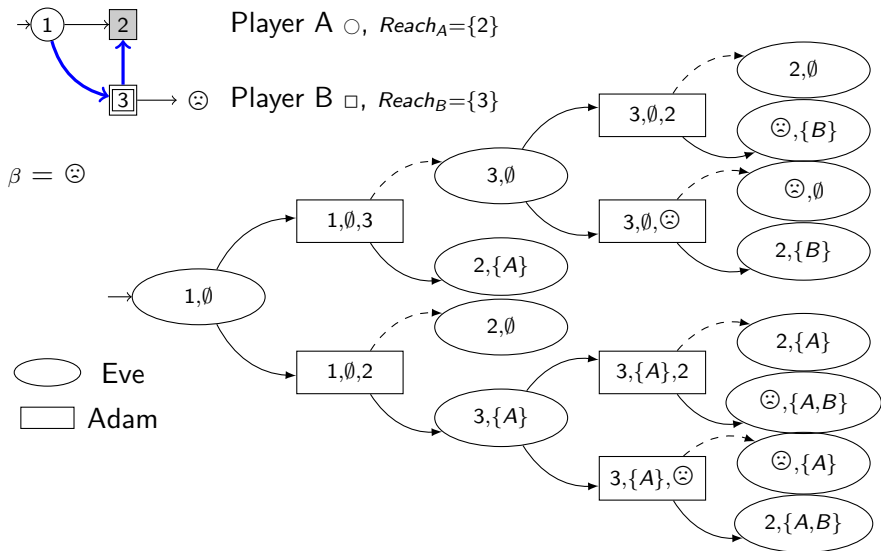 1
2
Player A ○, Reach_A={2}
3
☹
Player B □, Reach_B={3}
β = ☹
2,∅
3,∅,2
☹,{B}
3,∅
☹,∅
1,∅,3
3,∅,☹
2,{B}
2,{A}
1,∅
2,∅
2,{A}
1,∅,2
3,{A},2
Eve
☹,{A,B}
Adam
3,{A}
☹,{A}
3,{A},☹
2,{A,B}